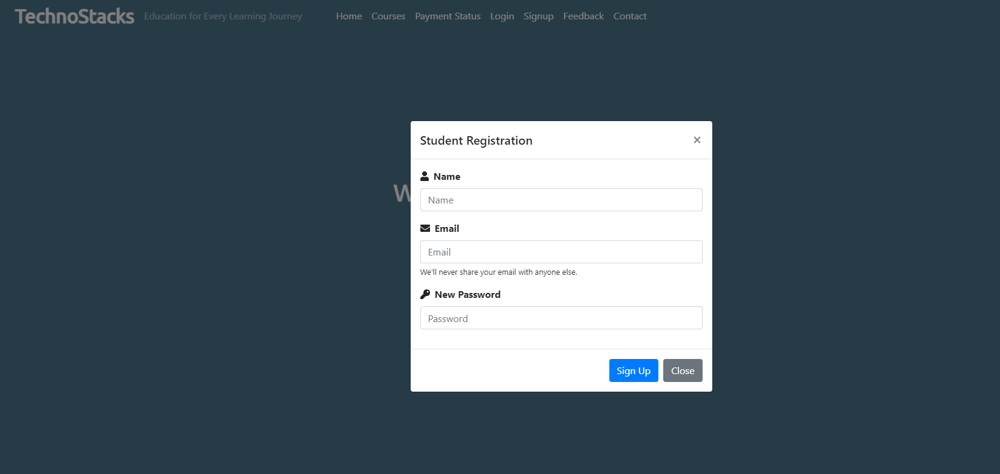 TechnoStacks Education for Every Learning Journey Home Courses Payment Status Login Signup Feedback Contact
Student Registration ×
Name
Name
Email
Email
We'll never share your email with anyone else.
New Password
Password
Sign Up Close